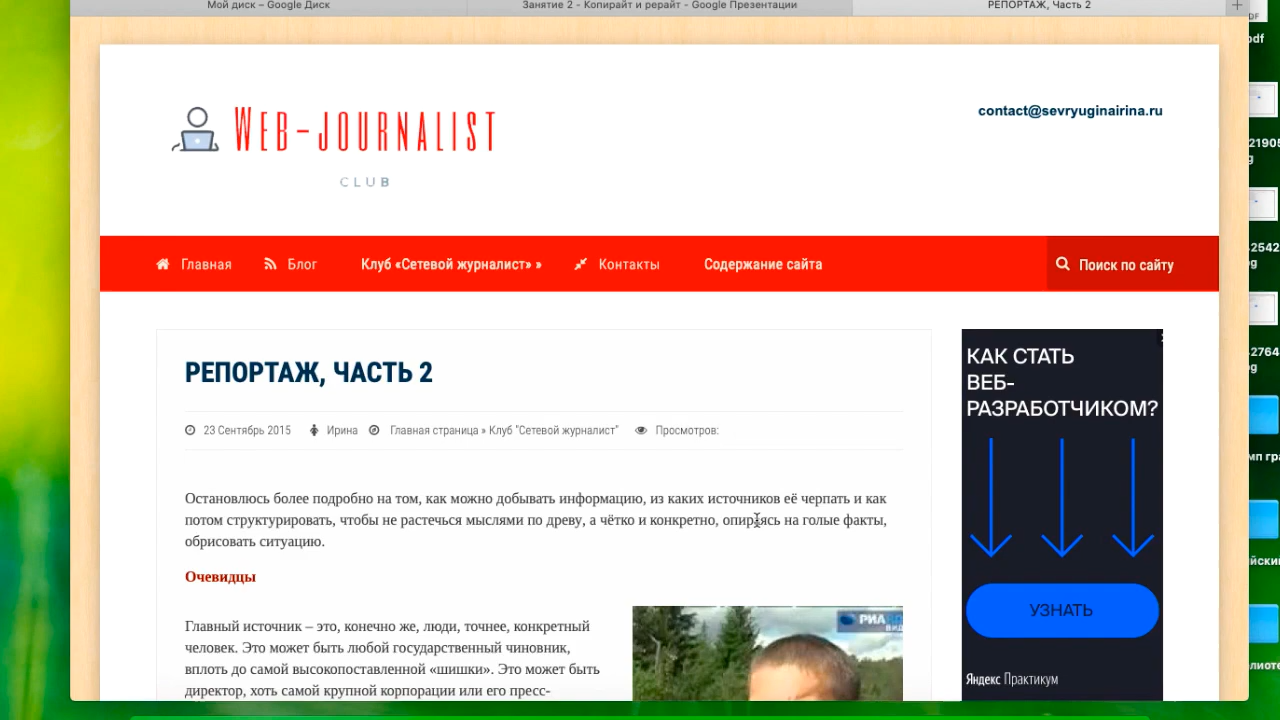 Мой диск – Google Диск
Занятие 2 - Копирайт и рерайт - Google Презентации
РЕПОРТАЖ, Часть 2
WEB-JOURNALIST
CLUB
contact@sevryuginairina.ru
Главная
Блог
Клуб «Сетевой журналист» »
Контакты
Содержание сайта
Поиск по сайту
РЕПОРТАЖ, ЧАСТЬ 2
23 Сентябрь 2015
Ирина
Главная страница » Клуб "Сетевой журналист"
Просмотров:
Остановлюсь более подробно на том, как можно добывать информацию, из каких источников её черпать и как
потом структурировать, чтобы не растечься мыслями по древу, а чётко и конкретно, опираясь на голые факты,
обрисовать ситуацию.
Очевидцы
Главный источник – это, конечно же, люди, точнее, конкретный
человек. Это может быть любой государственный чиновник,
вплоть до самой высокопоставленной «шишки». Это может быть
директор, хоть самой крупной корпорации или его пресс-
КАК СТАТЬ
ВЕБ-
РАЗРАБОТЧИКОМ?
УЗНАТЬ
Яндекс Практикум